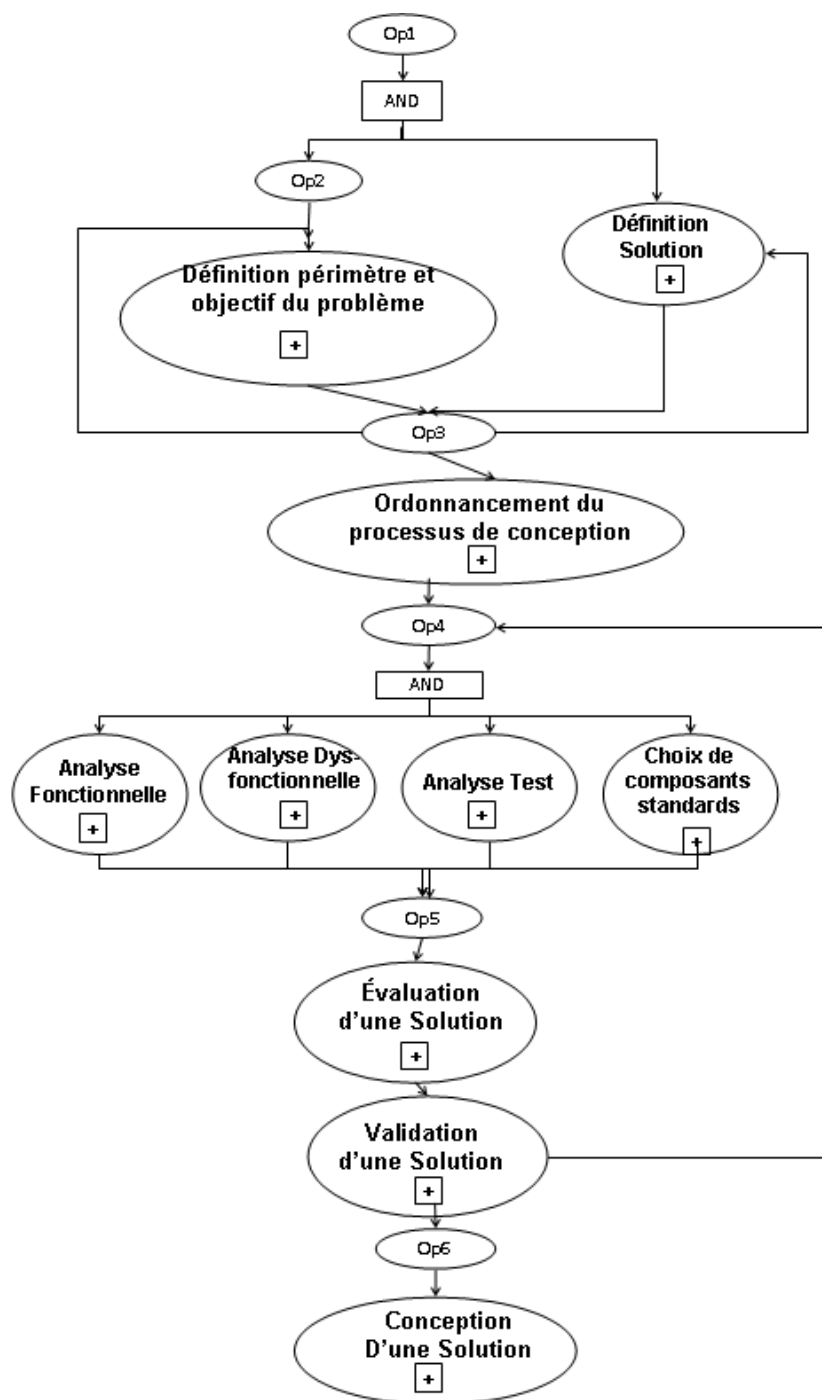 Op1
AND
Op2
Définition
Solution
+
Définition périmètre et
objectif du problème
+
Op3
Ordonnancement du
processus de conception
+
Op4
AND
Analyse
Fonctionnelle
+
Analyse Dys-
fonctionnelle
+
Analyse Test
+
Choix de
composants
standards
+
Op5
Évaluation
d'une Solution
+
Validation
d'une Solution
+
Op6
Conception
D'une Solution
+